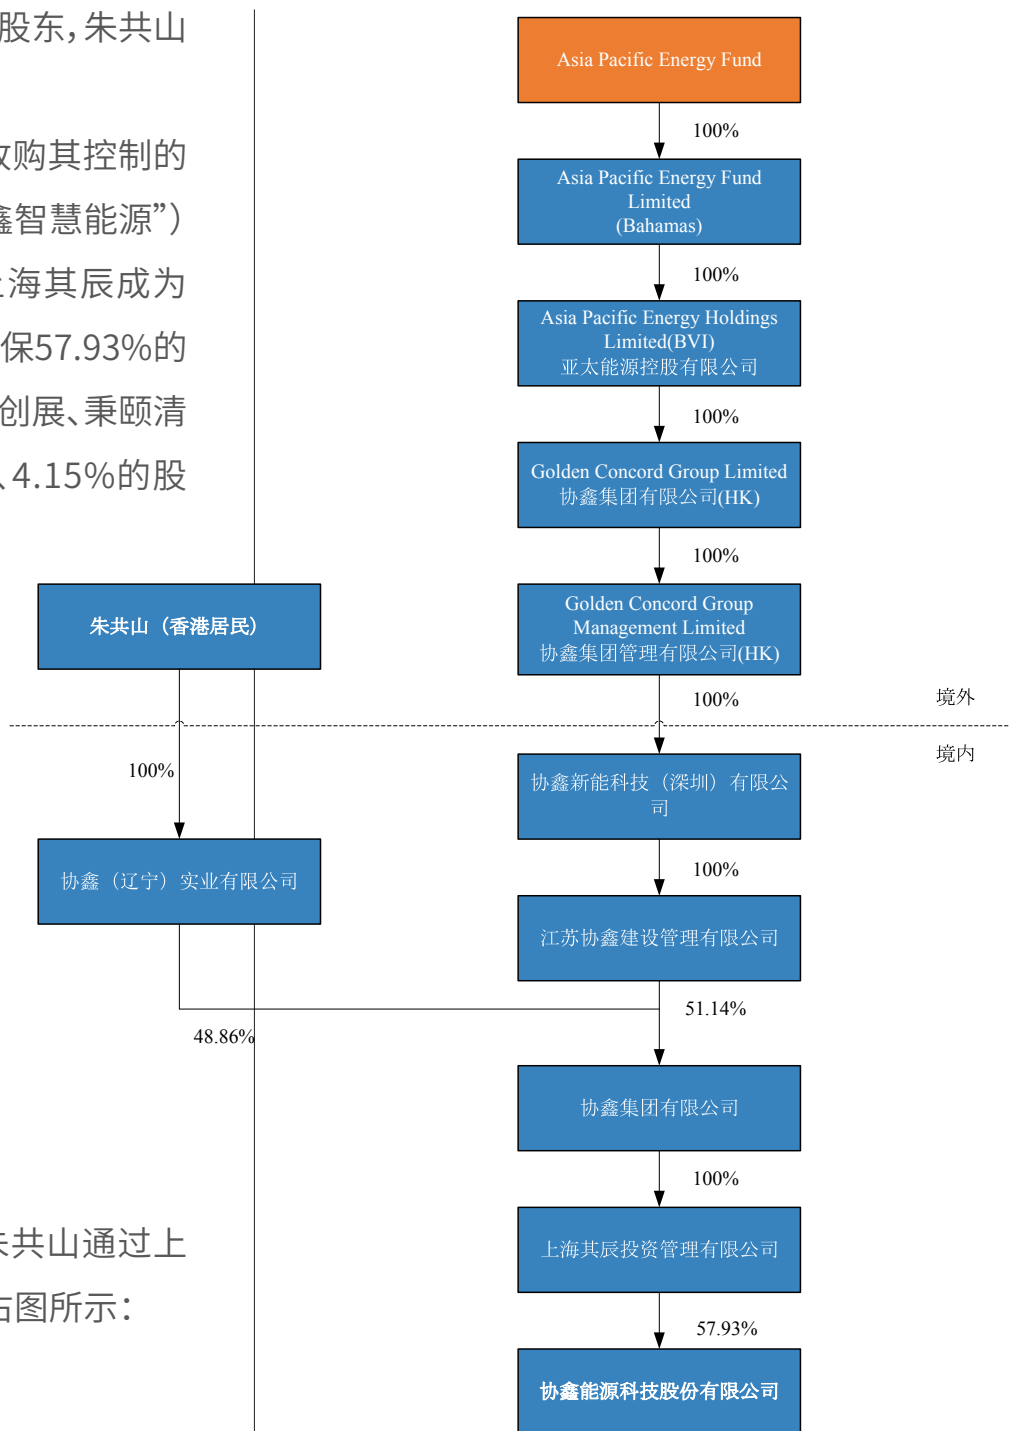 股东，朱共山
收购其控制的
鑫智慧能源”）
上海其辰成为
保57.93%的
创展、秉颐清
、4.15%的股
朱共山通过上
右图所示：
Asia Pacific Energy Fund
100%
Asia Pacific Energy Fund
Limited
(Bahamas)
100%
Asia Pacific Energy Holdings
Limited(BVI)
亚太能源控股有限公司
100%
Golden Concord Group Limited
协鑫集团有限公司(HK)
100%
Golden Concord Group
Management Limited
协鑫集团管理有限公司(HK)
朱共山（香港居民）
100%
境外
境内
100%
协鑫新能科技（深圳）有限公
司
100%
协鑫（辽宁）实业有限公司
江苏协鑫建设管理有限公司
51.14%
48.86%
协鑫集团有限公司
100%
上海其辰投资管理有限公司
57.93%
协鑫能源科技股份有限公司